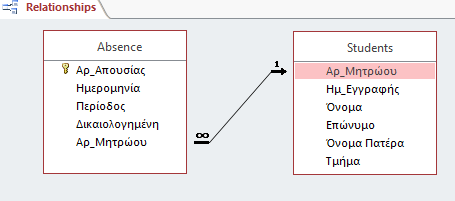 Relationships
Absence
Αρ_Απουσίας
Ημερομηνία
Περίοδος
Δικαιολογημένη
Αρ_Μητρώου
∞
1
Students
Αρ_Μητρώου
Ημ_Εγγραφής
Όνομα
Επώνυμο
Όνομα Πατέρα
Τμήμα